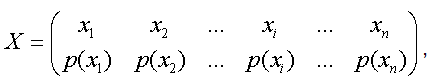 X = ( x₁ x₂ ... xᵢ ... xₙ
p(x₁) p(x₂) ... p(xᵢ) ... p(xₙ) ),